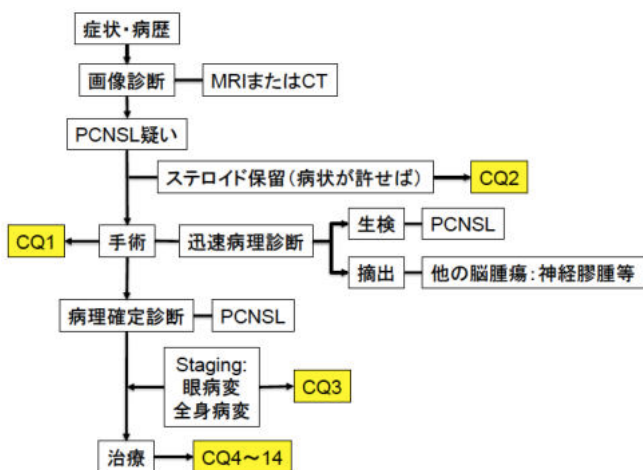 症状・病歴
画像診断
MRIまたはCT
PCNSL疑い
ステロイド保留(病状が許せば)
CQ2
CQ1
手術
迅速病理診断
生検
PCNSL
摘出
他の脳腫瘍:神経膠腫等
病理確定診断
PCNSL
Staging:
眼病変
全身病変
CQ3
治療
CQ4～14